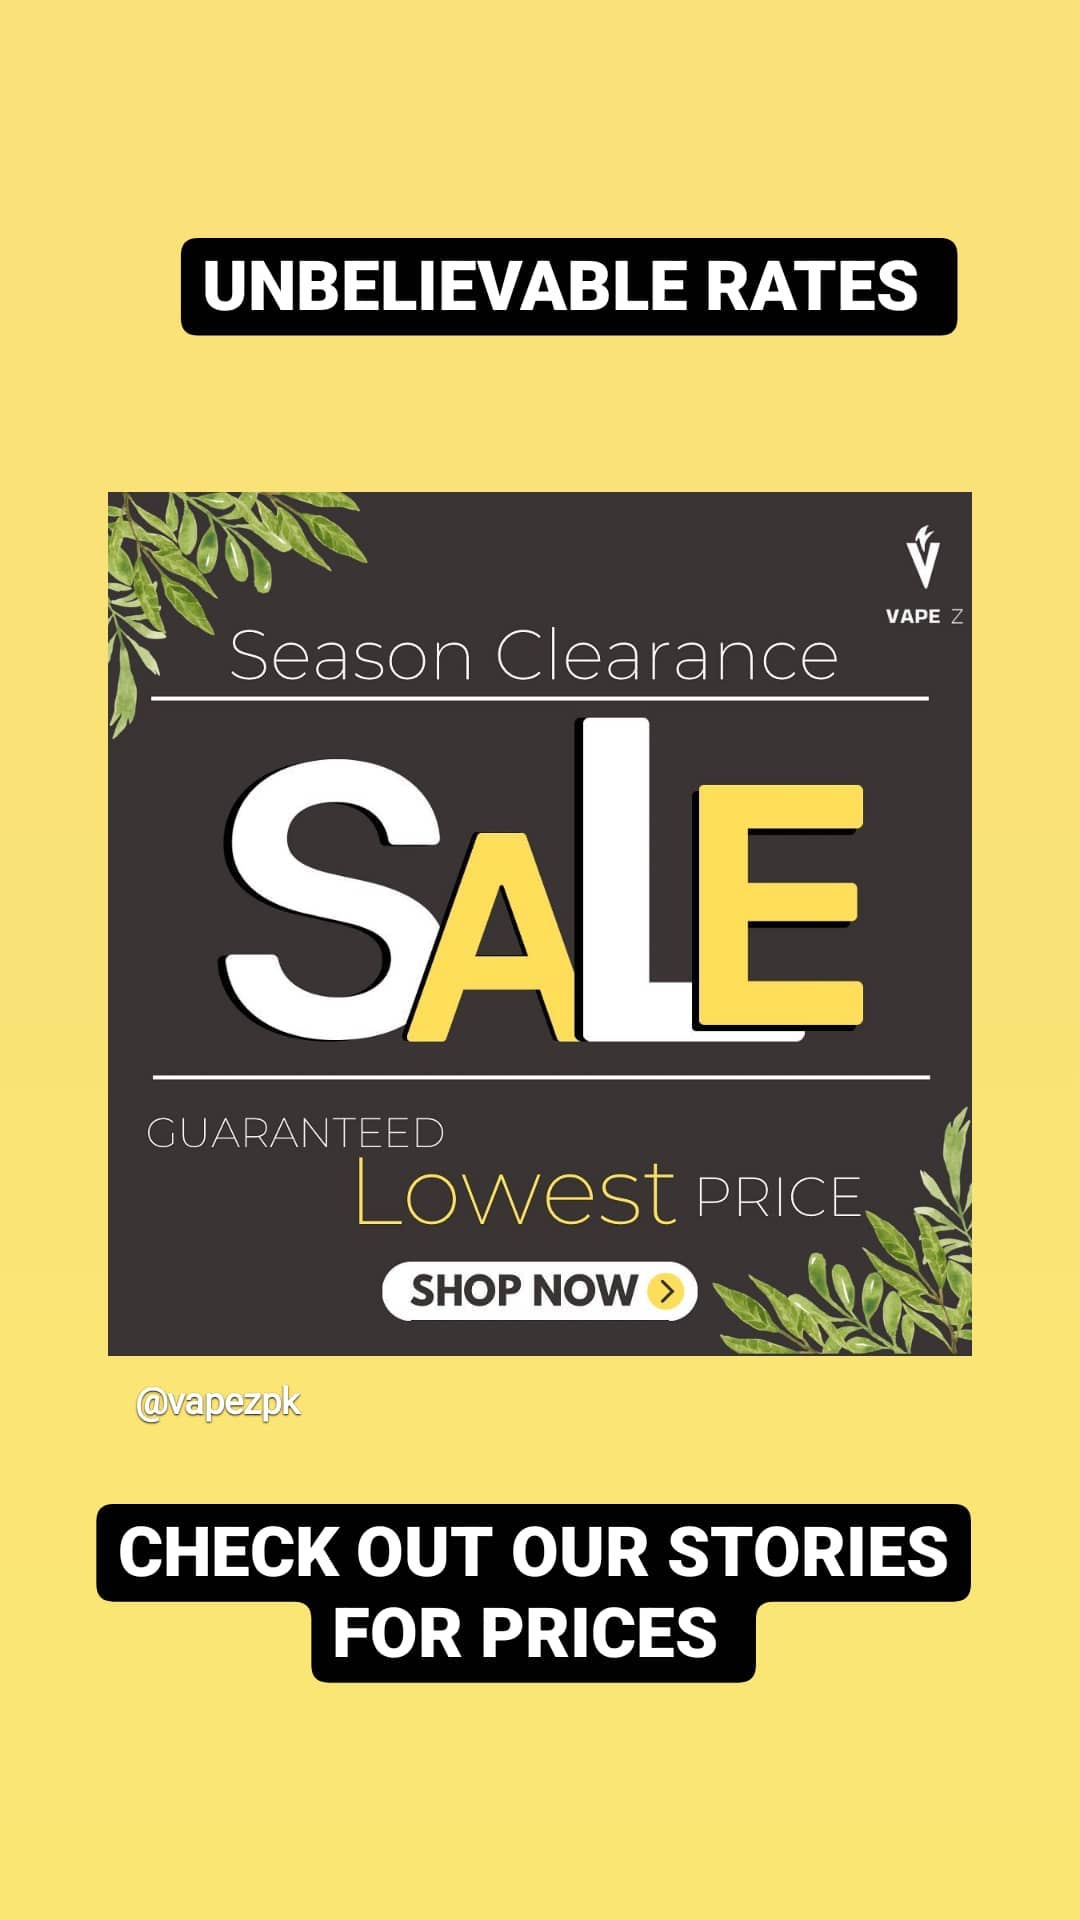 UNBELIEVABLE RATES
VAPE Z
Season Clearance
SALE
GUARANTEED
Lowest PRICE
SHOP NOW
@vapezpk
CHECK OUT OUR STORIES
FOR PRICES